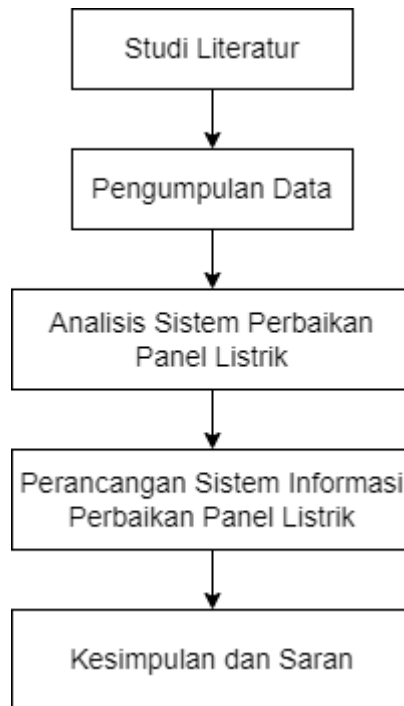 Studi Literatur
Pengumpulan Data
Analisis Sistem Perbaikan
Panel Listrik
Perancangan Sistem Informasi
Perbaikan Panel Listrik
Kesimpulan dan Saran